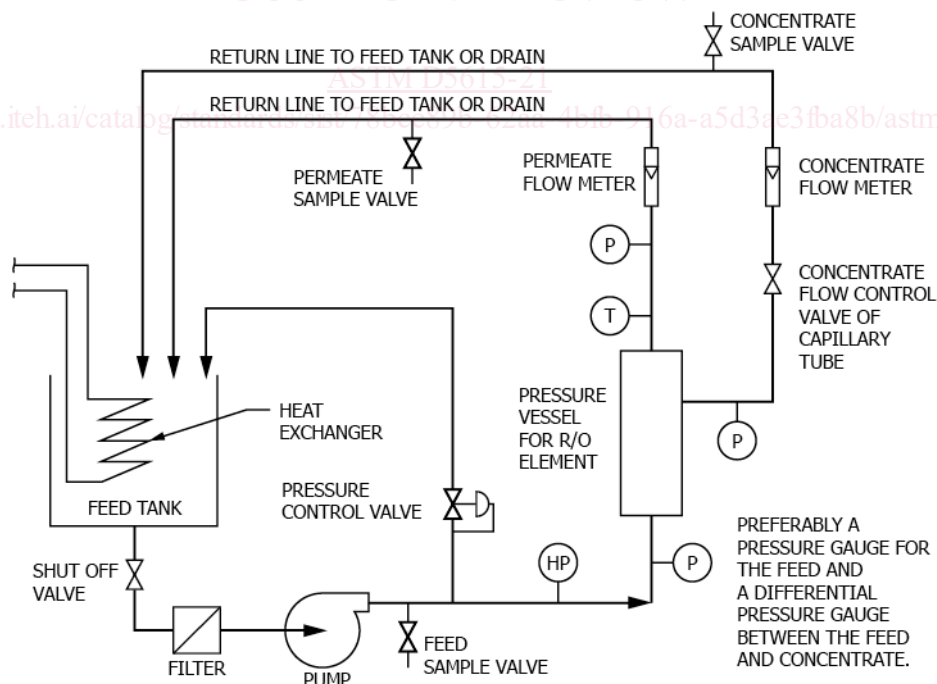 CONCENTRATE
SAMPLE VALVE
RETURN LINE TO FEED TANK OR DRAIN
ASTM D5615-21
RETURN LINE TO FEED TANK OR DRAIN
PERMEATE
SAMPLE VALVE
PERMEATE
FLOW METER
CONCENTRATE
FLOW METER
P
T
CONCENTRATE
FLOW CONTROL
VALVE OF
CAPILLARY
TUBE
HEAT
EXCHANGER
PRESSURE
VESSEL
FOR R/O
ELEMENT
P
FEED TANK
PRESSURE
CONTROL VALVE
SHUT OFF
VALVE
HP
P
PREFERABLY A
PRESSURE GAUGE FOR
THE FEED AND
A DIFFERENTIAL
PRESSURE GAUGE
BETWEEN THE FEED
AND CONCENTRATE.
FILTER
PUMP
FEED
SAMPLE VALVE